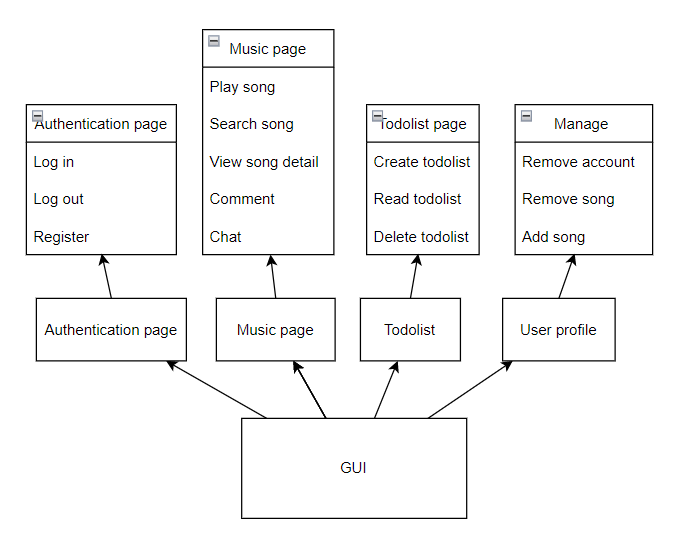 Music page
Play song
Search song
View song detail
Comment
Chat
Authentication page
Log in
Log out
Register
Todolist page
Create todolist
Read todolist
Delete todolist
Manage
Remove account
Remove song
Add song
Authentication page
Music page
Todolist
User profile
GUI